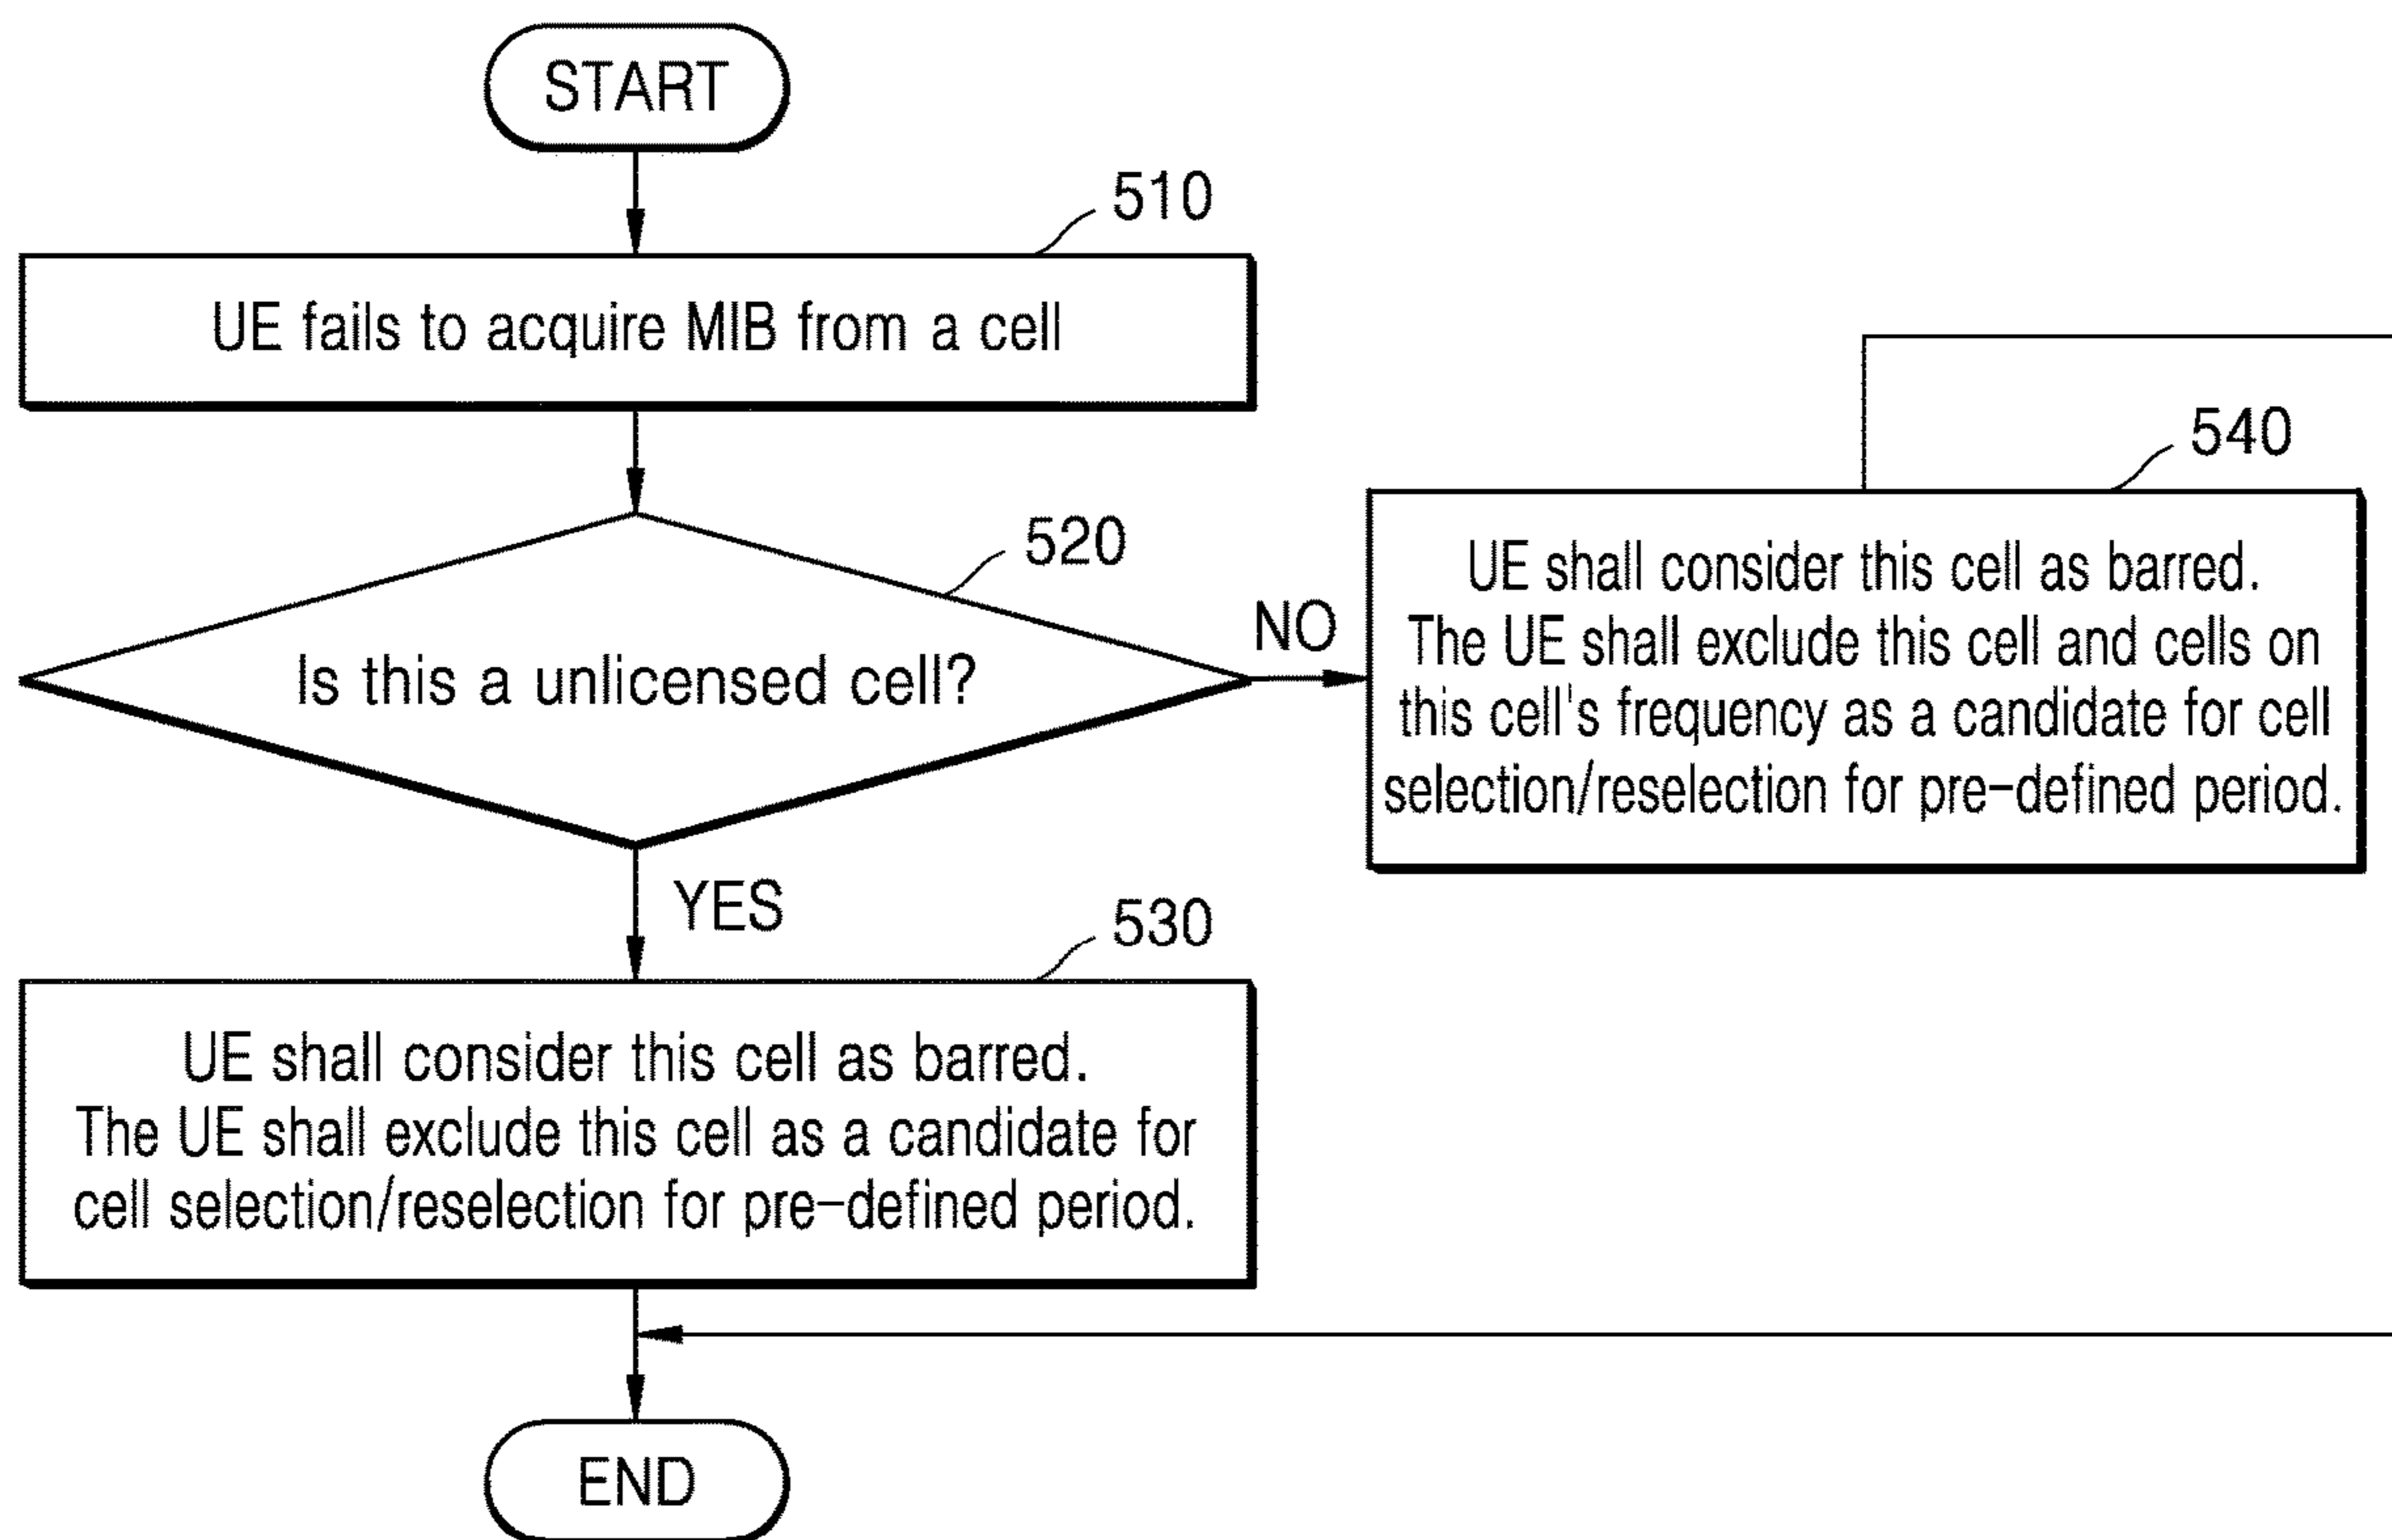 START
510
UE fails to acquire MIB from a cell
520
Is this a unlicensed cell?
NO
540
UE shall consider this cell as barred.
The UE shall exclude this cell and cells on
this cell's frequency as a candidate for cell
selection/reselection for pre-defined period.
YES
530
UE shall consider this cell as barred.
The UE shall exclude this cell as a candidate for
cell selection/reselection for pre-defined period.
END